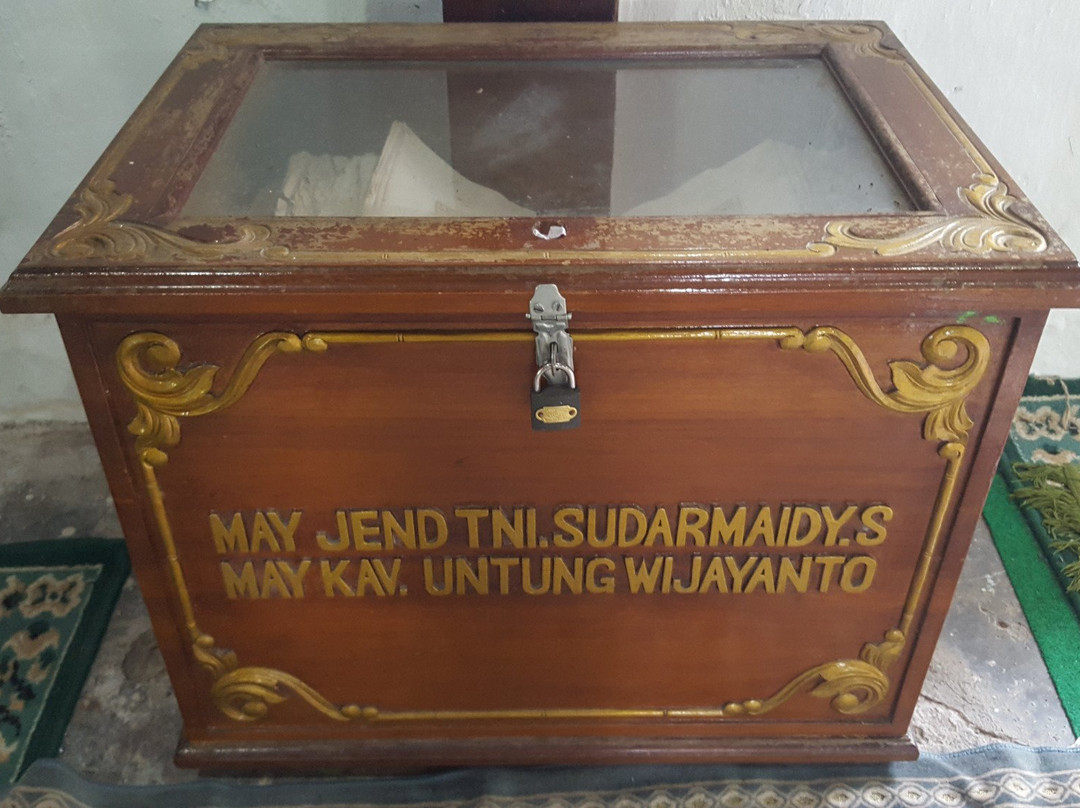 MAY JEND TNI.SUDARMAIDY.S
MAY KAV. UNTUNG WIJAYANTO